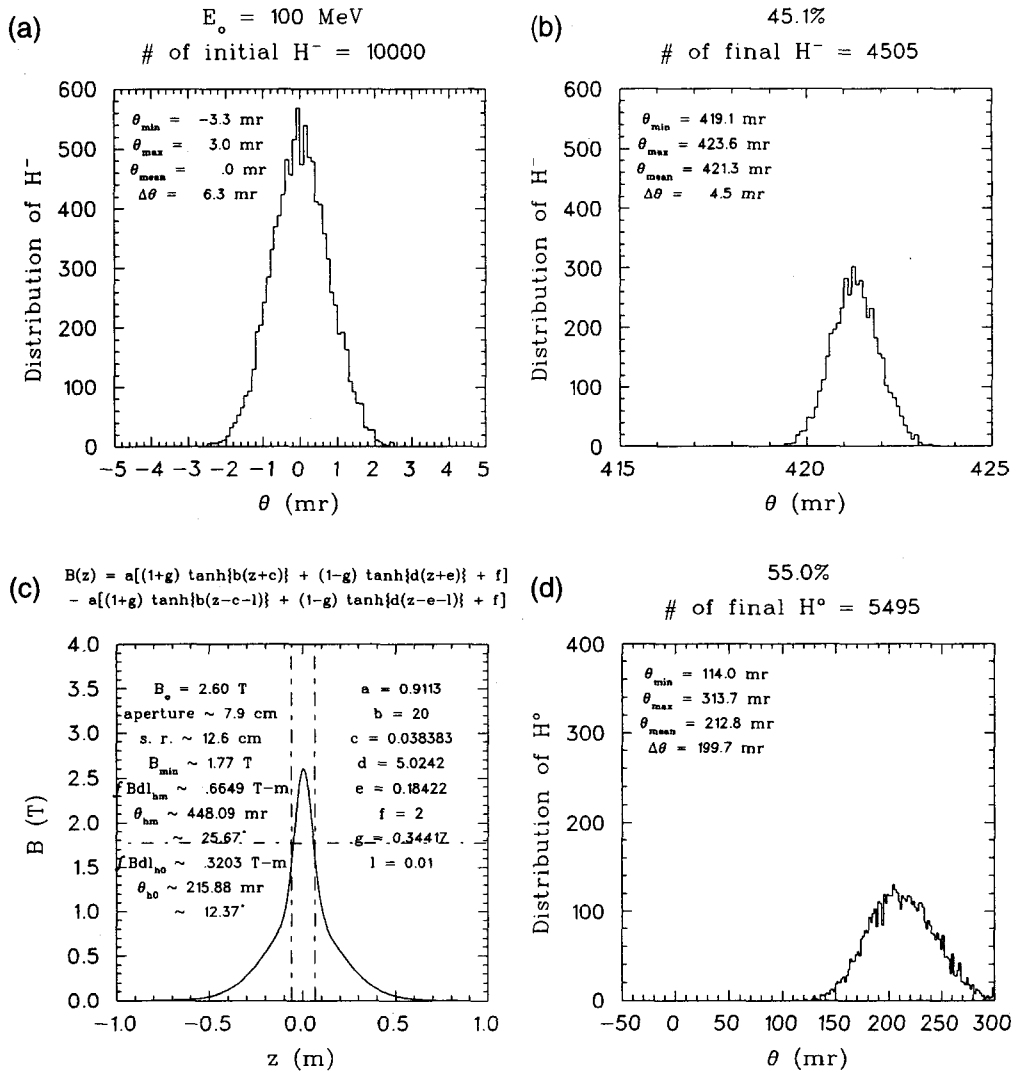 (a)
E₀ = 100 MeV
# of initial H⁻ = 10000
Distribution of H⁻
600
500
400
300
200
100
0
θmin = −3.3 mr
θmax = 3.0 mr
θmean = .0 mr
Δθ = 6.3 mr
−5 −4 −3 −2 −1 0 1 2 3 4 5
θ (mr)
(b)
45.1%
# of final H⁻ = 4505
Distribution of H⁻
600
500
400
300
200
100
0
θmin = 419.1 mr
θmax = 423.6 mr
θmean = 421.3 mr
Δθ = 4.5 mr
415 420 425
θ (mr)
(c)
B(z) = a[(1+g) tanh{b(z+c)} + (1-g) tanh{d(z+e)} + f]
− a[(1+g) tanh{b(z-c-l)} + (1-g) tanh{d(z-e-l)} + f]
B (T)
4.0
3.5
3.0
2.5
2.0
1.5
1.0
0.5
0.0
B₀ = 2.60 T
aperture ~ 7.9 cm
s. r. ~ 12.6 cm
Bmin ~ 1.77 T
∫Bdlhm ~ .6649 T-m
θhm ~ 448.09 mr
~ 25.67°
∫Bdlh0 ~ .3203 T-m
θh0 ~ 215.88 mr
~ 12.37°
a = 0.9113
b = 20
c = 0.038383
d = 5.0242
e = 0.18422
f = 2
g = 0.34417
l = 0.01
−1.0 −0.5 0.0 0.5 1.0
z (m)
(d)
55.0%
# of final H⁰ = 5495
Distribution of H⁰
400
300
200
100
0
θmin = 114.0 mr
θmax = 313.7 mr
θmean = 212.8 mr
Δθ = 199.7 mr
−50 0 50 100 150 200 250 300
θ (mr)